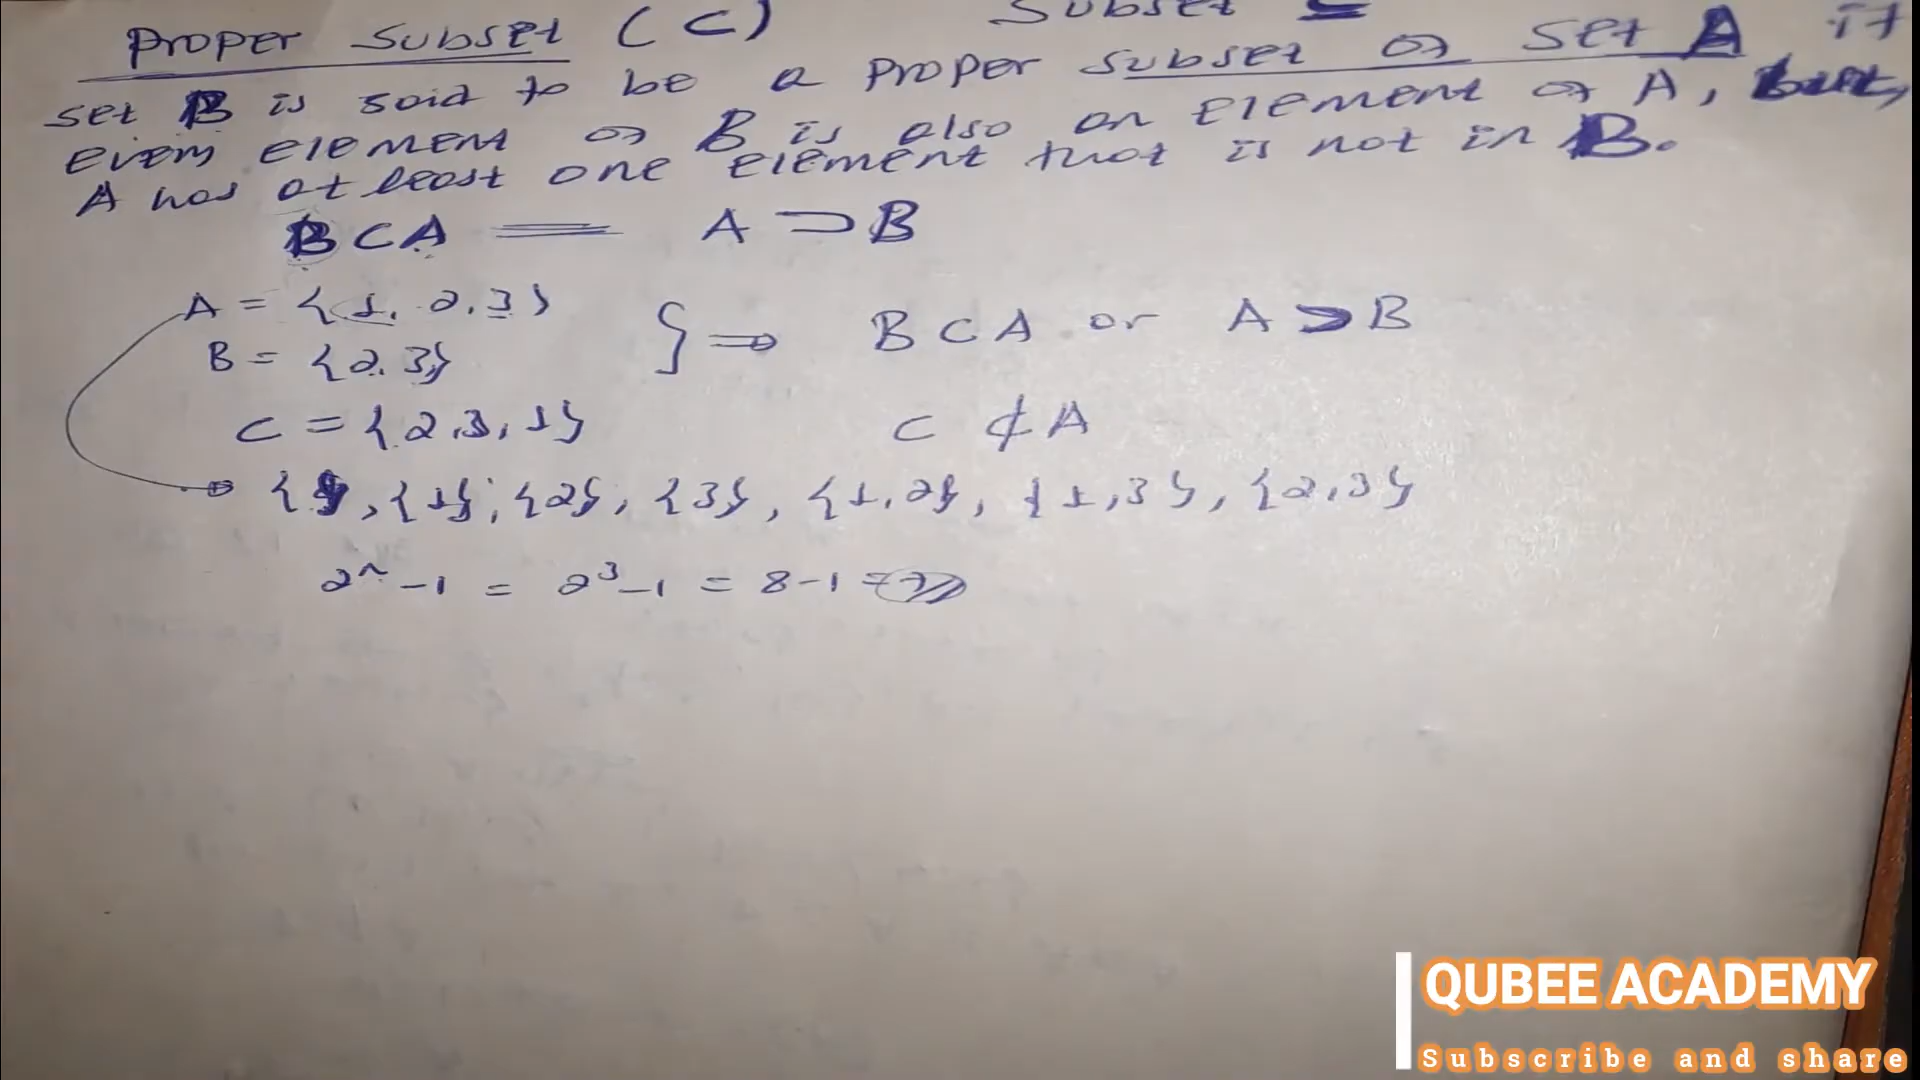 Proper subset (⊂) Subset ⊆
set B is said to be a proper subset of set A if
every element of B is also an element of A, but,
A has at least one element that is not in B.
B ⊂ A = A ⊃ B
A = {1, 2, 3}
B = {2, 3} } ⇒ B ⊂ A or A ⊃ B
C = {2, 3, 1} C ⊄ A
→ { }, {1}, {2}, {3}, {1, 2}, {1, 3}, {2, 3}
2ⁿ - 1 = 2³ - 1 = 8 - 1 = 7
QUBEE ACADEMY
Subscribe and share